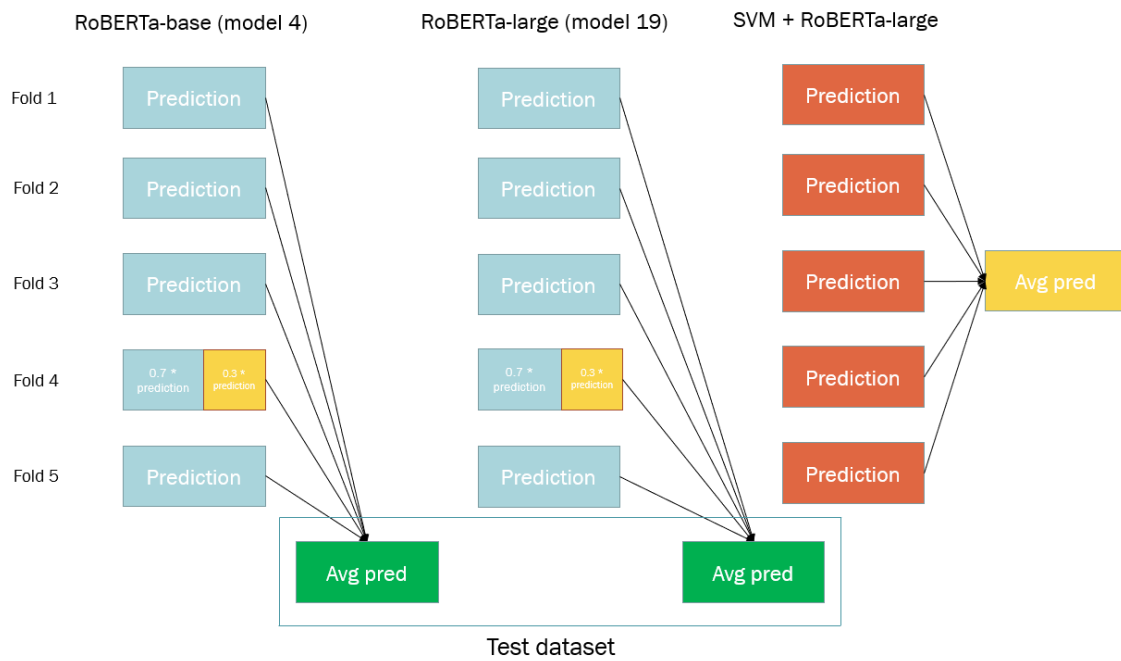 RoBERTa-base (model 4)
RoBERTa-large (model 19)
SVM + RoBERTa-large
Fold 1
Prediction
Prediction
Prediction
Fold 2
Prediction
Prediction
Prediction
Fold 3
Prediction
Prediction
Prediction
Avg pred
Fold 4
0.7 *
prediction
0.3 *
prediction
0.7 *
prediction
0.3 *
prediction
Prediction
Fold 5
Prediction
Prediction
Prediction
Avg pred
Avg pred
Test dataset